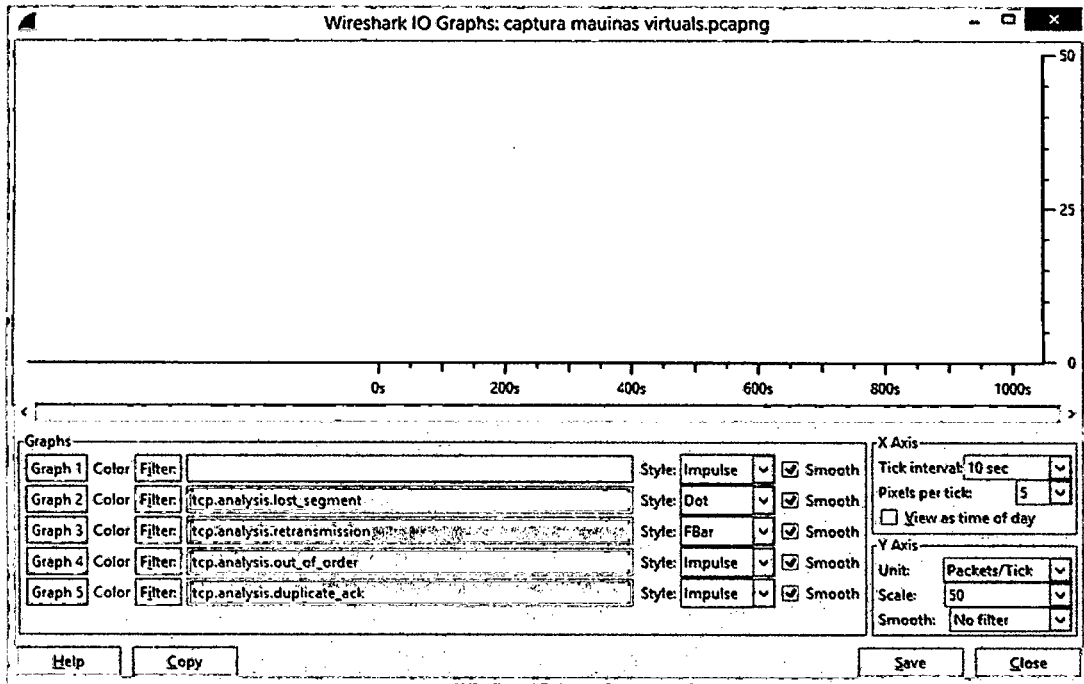 Wireshark IO Graphs: captura mauinas virtuals.pcapng
50
25
0
0s 200s 400s 600s 800s 1000s
Graphs
Graph 1 Color Filter: Style: Impulse Smooth
Graph 2 Color Filter: tcp.analysis.lost_segment Style: Dot Smooth
Graph 3 Color Filter: tcp.analysis.retransmission Style: FBar Smooth
Graph 4 Color Filter: tcp.analysis.out_of_order Style: Impulse Smooth
Graph 5 Color Filter: tcp.analysis.duplicate_ack Style: Impulse Smooth
X Axis
Tick interval: 10 sec
Pixels per tick: 5
View as time of day
Y Axis
Unit: Packets/Tick
Scale: 50
Smooth: No filter
Help Copy Save Close